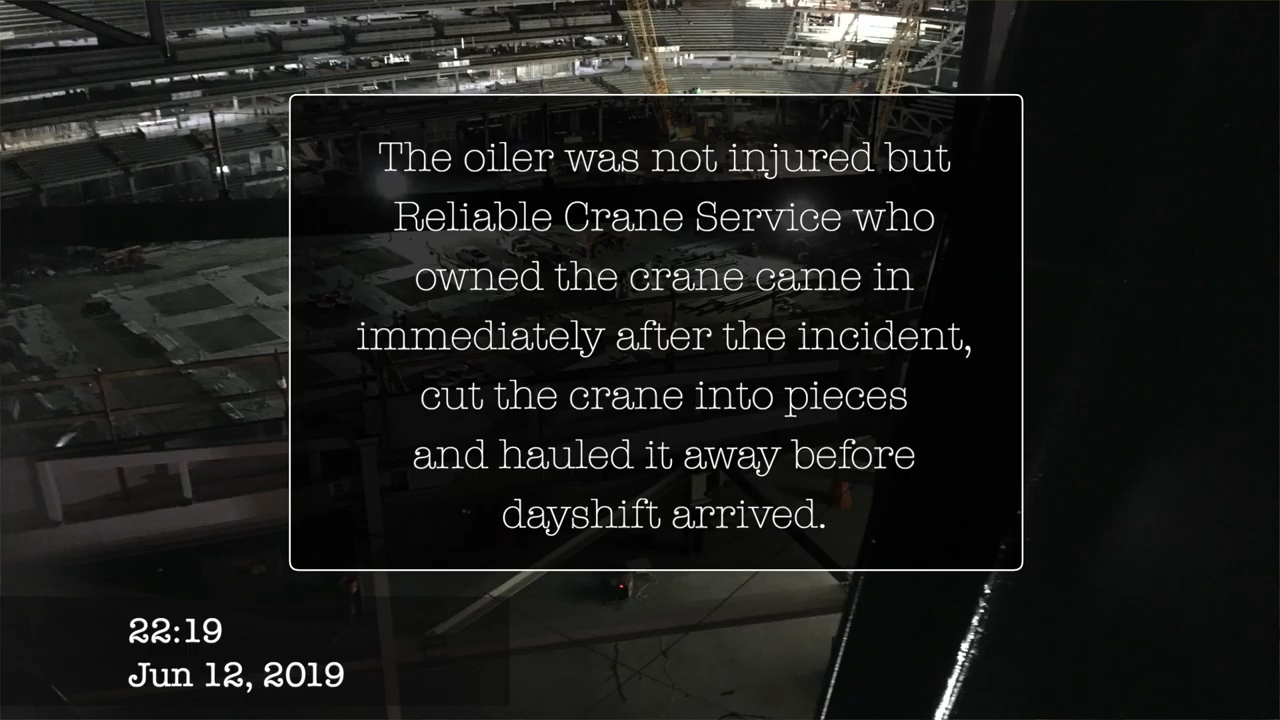 The oiler was not injured but
Reliable Crane Service who
owned the crane came in
immediately after the incident,
cut the crane into pieces
and hauled it away before
dayshift arrived.
22:19
Jun 12, 2019